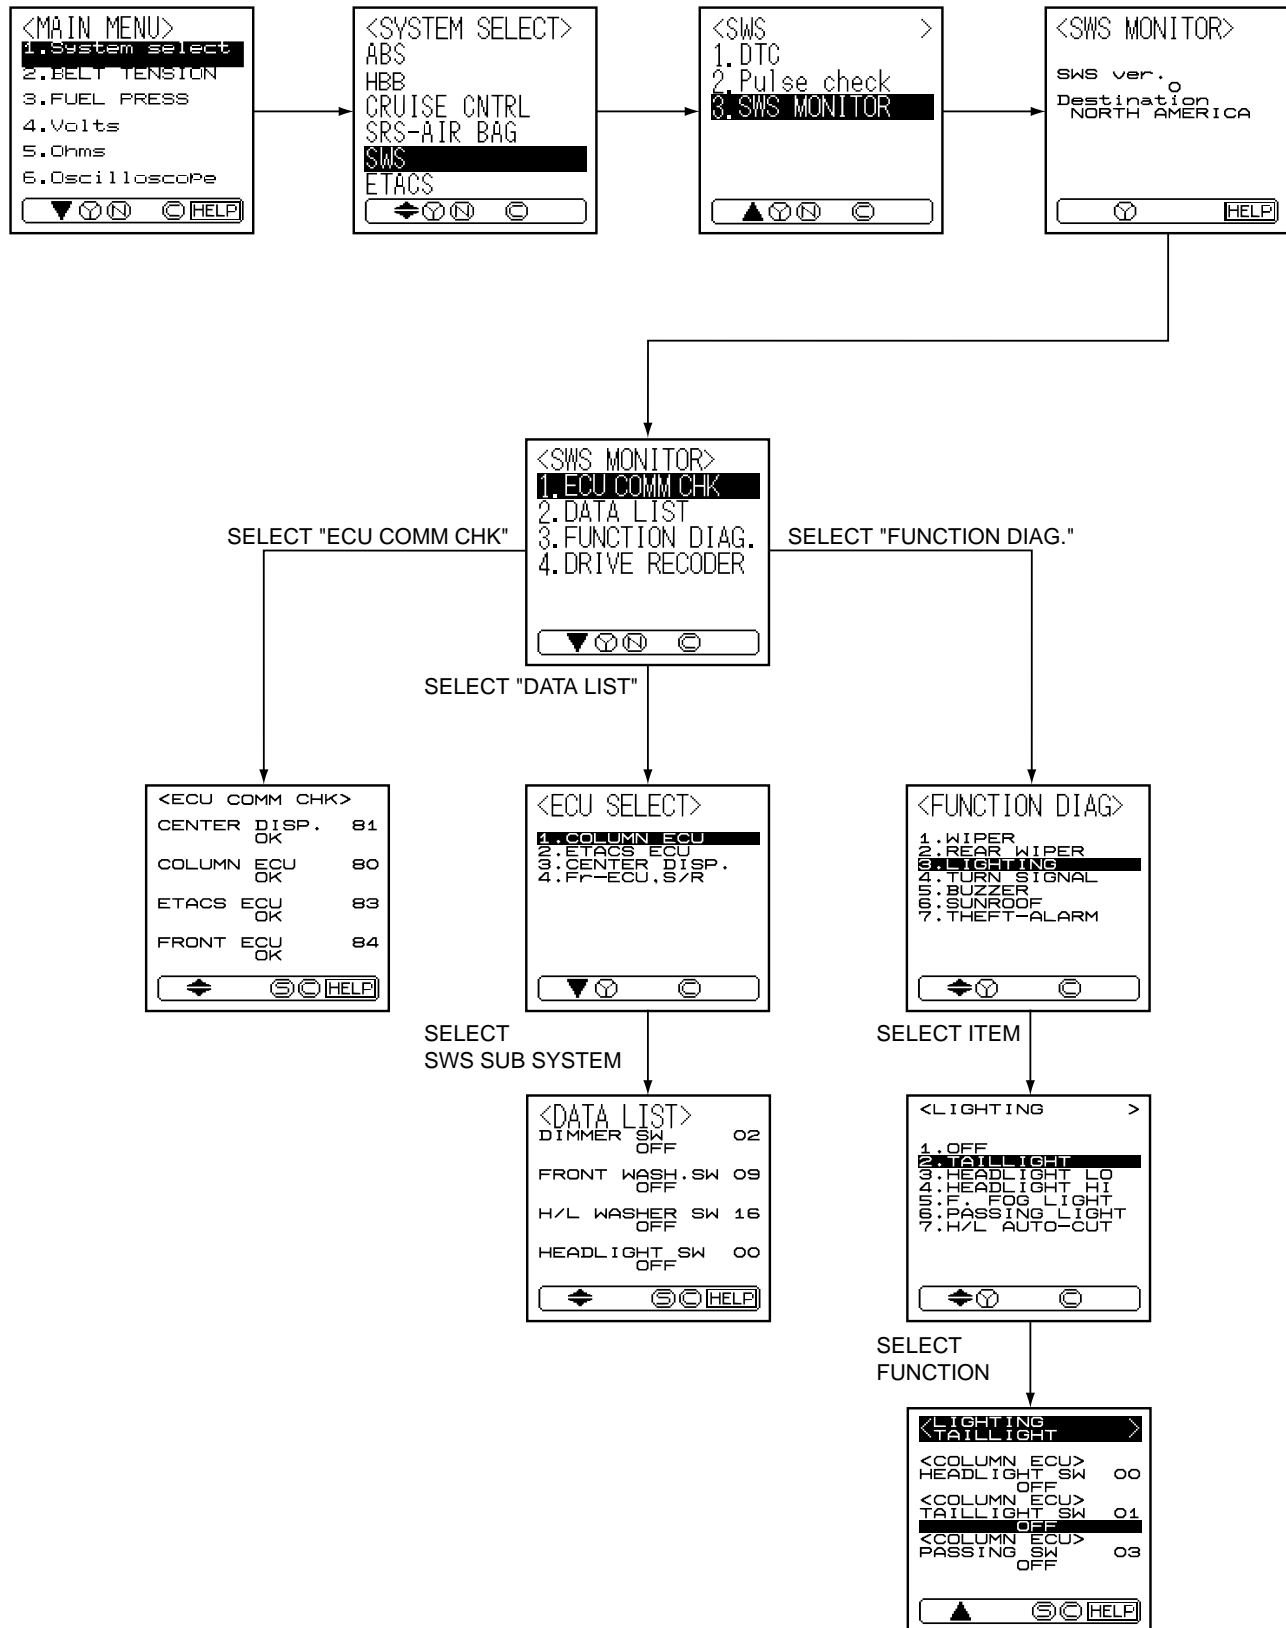 <MAIN MENU>
1.System select
2.BELT TENSION
3.FUEL PRESS
4.Volts
5.Ohms
6.Oscilloscope
Y N C HELP
<SYSTEM SELECT>
ABS
HBB
CRUISE CNTRL
SRS-AIR BAG
SWS
ETACS
Y N C
<SWS >
1.DTC
2.Pulse check
3.SWS MONITOR
Y N C
<SWS MONITOR>
SWS ver.
0
Destination
NORTH AMERICA
Y HELP
<SWS MONITOR>
1.ECU COMM CHK
2.DATA LIST
3.FUNCTION DIAG.
4.DRIVE RECODER
Y N C
SELECT "ECU COMM CHK"
SELECT "FUNCTION DIAG."
SELECT "DATA LIST"
<ECU COMM CHK>
CENTER DISP. 81
OK
COLUMN ECU 80
OK
ETACS ECU 83
OK
FRONT ECU 84
OK
S C HELP
<ECU SELECT>
1.COLUMN ECU
2.ETACS ECU
3.CENTER DISP.
4.Fr-ECU,S/R
Y C
<FUNCTION DIAG>
1.WIPER
2.REAR WIPER
3.LIGHTING
4.TURN SIGNAL
5.BUZZER
6.SUNROOF
7.THEFT-ALARM
Y C
SELECT
SWS SUB SYSTEM
SELECT ITEM
<DATA LIST>
DIMMER SW 02
OFF
FRONT WASH.SW 09
OFF
H/L WASHER SW 16
OFF
HEADLIGHT SW 00
OFF
S C HELP
<LIGHTING >
1.OFF
2.TAILLIGHT
3.HEADLIGHT LO
4.HEADLIGHT HI
5.F. FOG LIGHT
6.PASSING LIGHT
7.H/L AUTO-CUT
Y C
SELECT
FUNCTION
<LIGHTING
TAILLIGHT >
<COLUMN ECU>
HEADLIGHT SW 00
OFF
<COLUMN ECU>
TAILLIGHT SW 01
OFF
<COLUMN ECU>
PASSING SW 03
OFF
S C HELP